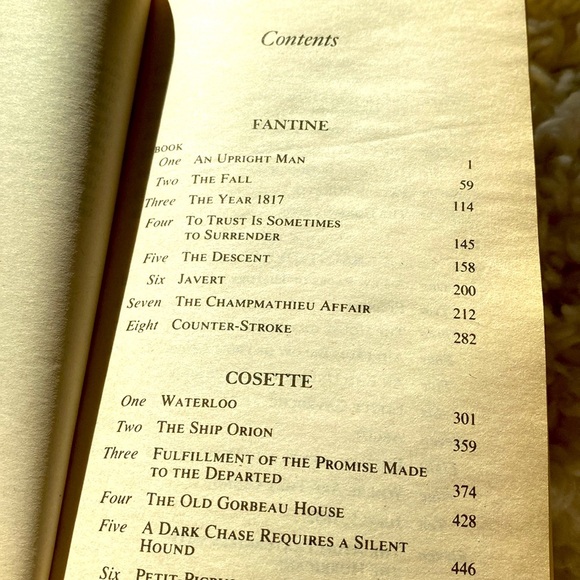 Contents
FANTINE
BOOK
One AN UPRIGHT MAN 1
Two THE FALL 59
Three THE YEAR 1817 114
Four TO TRUST IS SOMETIMES
TO SURRENDER 145
Five THE DESCENT 158
Six JAVERT 200
Seven THE CHAMPMATHIEU AFFAIR 212
Eight COUNTER-STROKE 282
COSETTE
One WATERLOO 301
Two THE SHIP ORION 359
Three FULFILLMENT OF THE PROMISE MADE
TO THE DEPARTED 374
Four THE OLD GORBEAU HOUSE 428
Five A DARK CHASE REQUIRES A SILENT
HOUND 446
Six